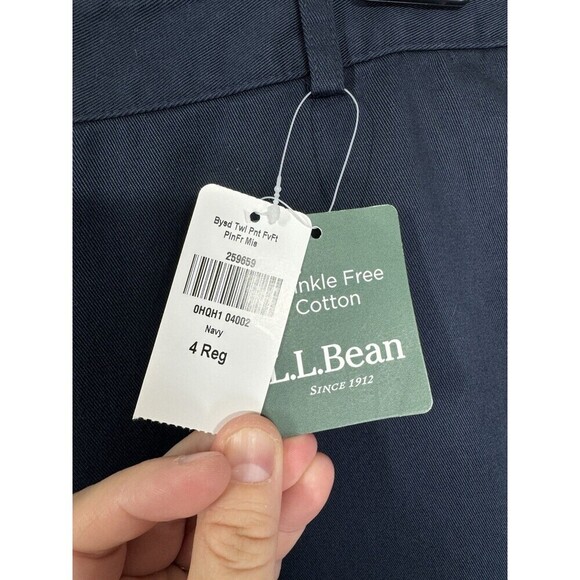 Bysd Twl Pnt FvFt
PlnFr Mis
259659
0HQH1 04002
Navy
4 Reg
inkle Free
Cotton
L.L.Bean
SINCE 1912